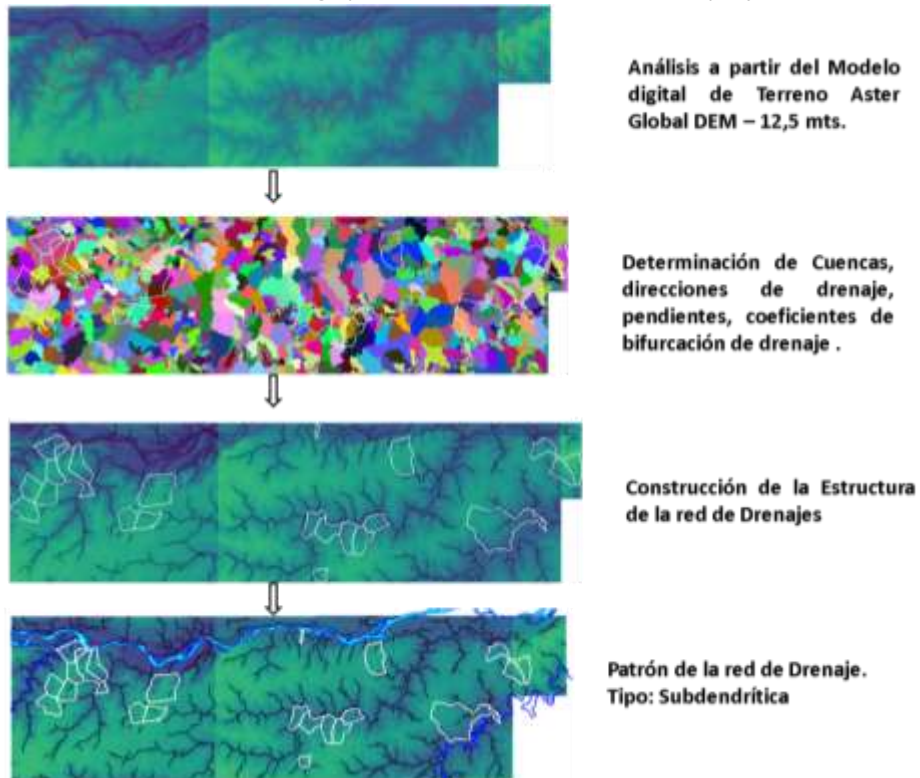 Análisis a partir del Modelo
digital de Terreno Aster
Global DEM – 12,5 mts.
Determinación de Cuencas,
direcciones de drenaje,
pendientes, coeficientes de
bifurcación de drenaje .
Construcción de la Estructura
de la red de Drenajes
Patrón de la red de Drenaje.
Tipo: Subdendrítica